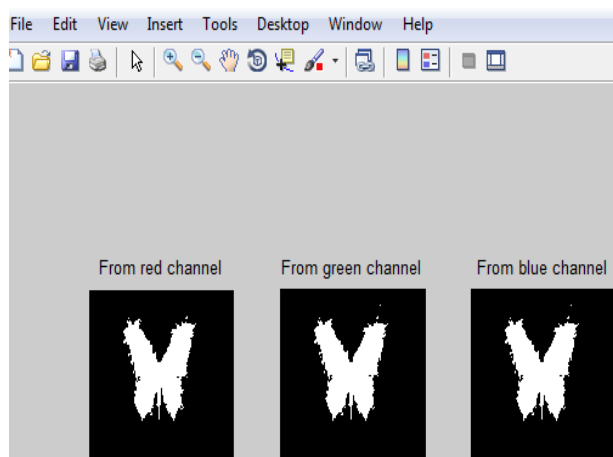 File Edit View Insert Tools Desktop Window Help
From red channel From green channel From blue channel